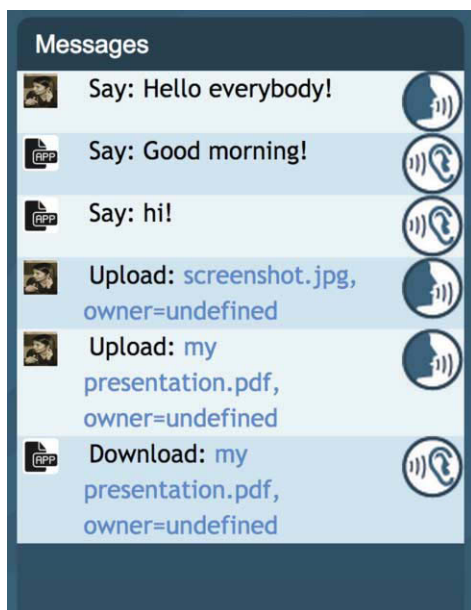 Messages
Say: Hello everybody!
APP
Say: Good morning!
APP
Say: hi!
Upload: screenshot.jpg,
owner=undefined
Upload: my
presentation.pdf,
owner=undefined
APP
Download: my
presentation.pdf,
owner=undefined